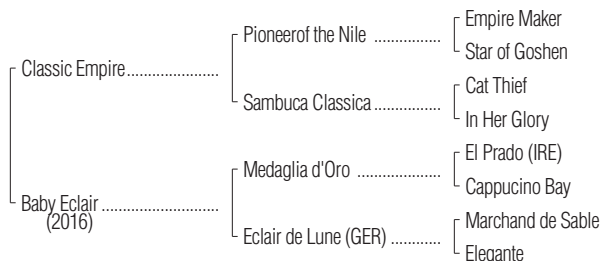 Empire Maker
Pioneerof the Nile ................
Star of Goshen
Classic Empire......................
Cat Thief
Sambuca Classica................
In Her Glory
El Prado (IRE)
Medaglia d'Oro ....................
Cappucino Bay
Baby Eclair ............................
(2016)
Marchand de Sable
Eclair de Lune (GER) ............
Elegante